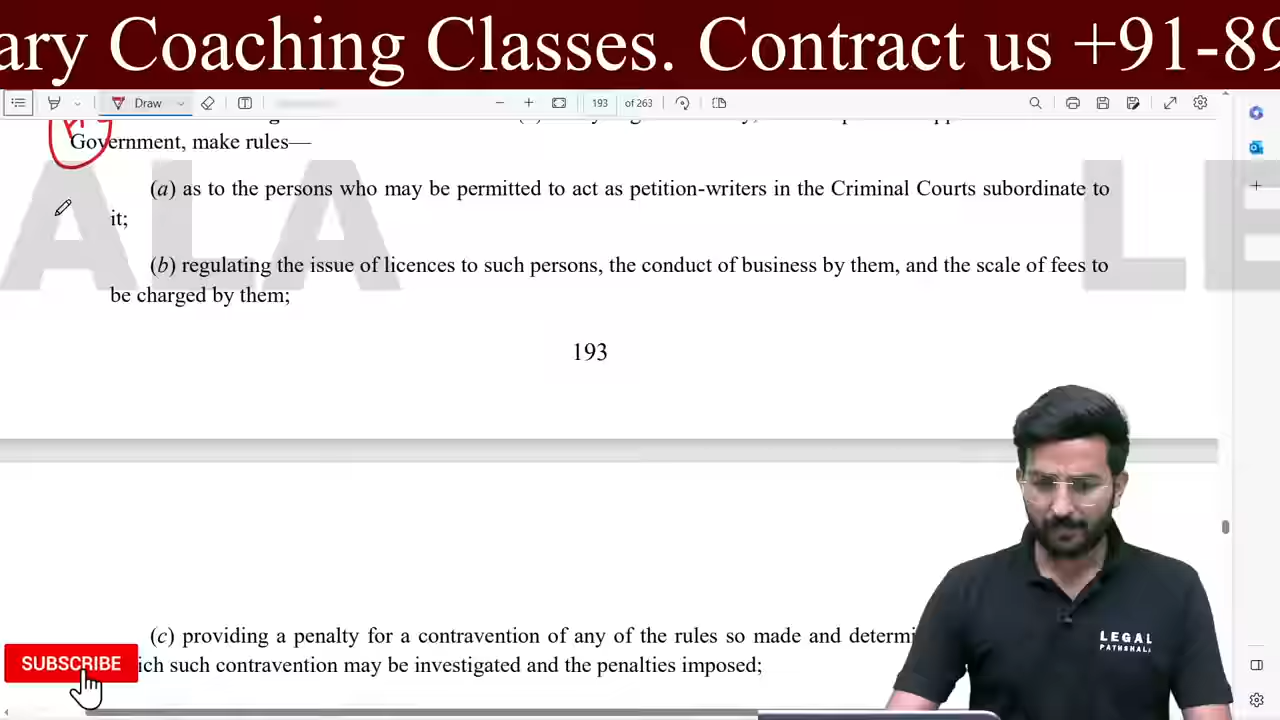 ary Coaching Classes. Contract us +91-89
Draw
193 of 263
Government, make rules—
(a) as to the persons who may be permitted to act as petition-writers in the Criminal Courts subordinate to
it;
(b) regulating the issue of licences to such persons, the conduct of business by them, and the scale of fees to
be charged by them;
ALA LE
193
(c) providing a penalty for a contravention of any of the rules so made and determi
ich such contravention may be investigated and the penalties imposed;
SUBSCRIBE
LEGAL
PATHSHALA